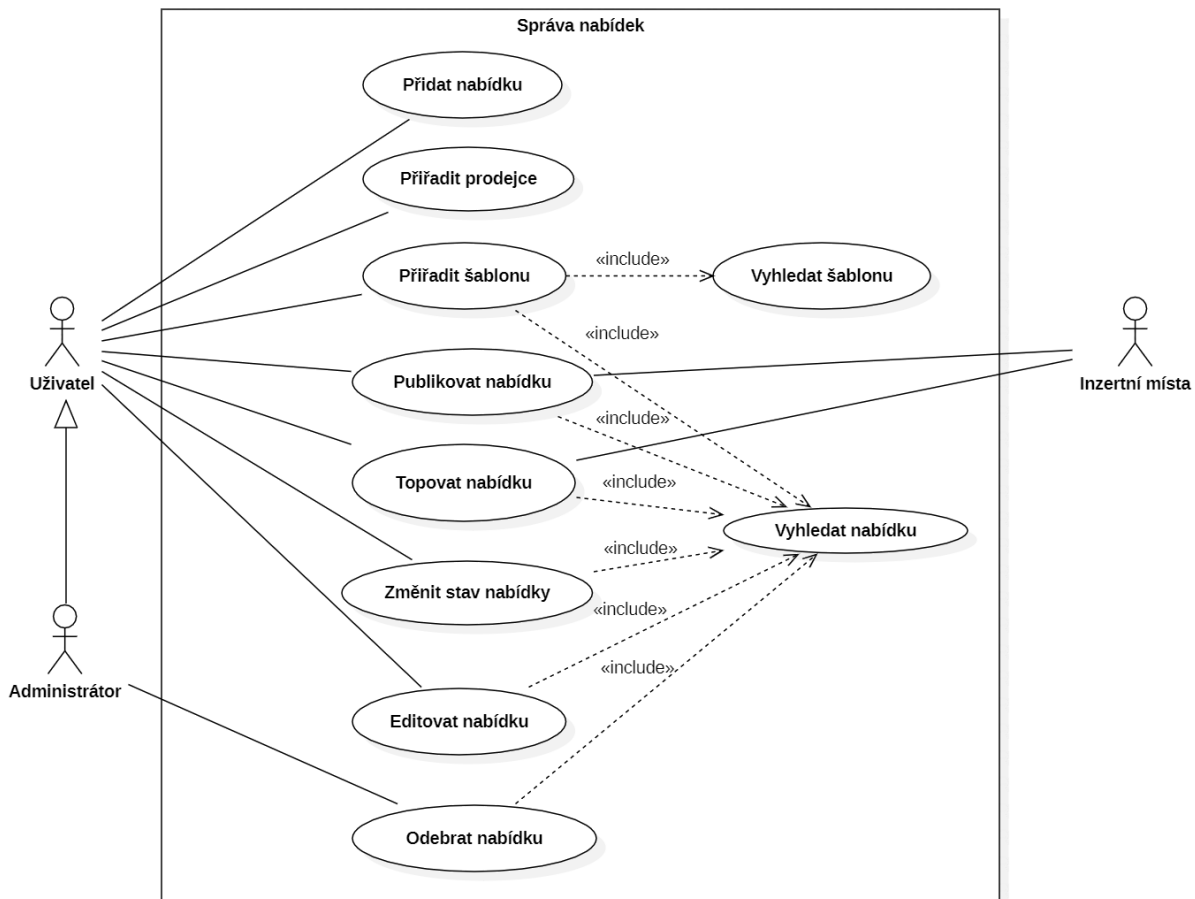 Správa nabídek
Přidat nabídku
Přiřadit prodejce
Přiřadit šablonu
«include»
Vyhledat šablonu
«include»
Uživatel
Publikovat nabídku
Inzertní místa
«include»
Topovat nabídku
«include»
Vyhledat nabídku
«include»
Změnit stav nabídky
«include»
«include»
Administrátor
Editovat nabídku
Odebrat nabídku